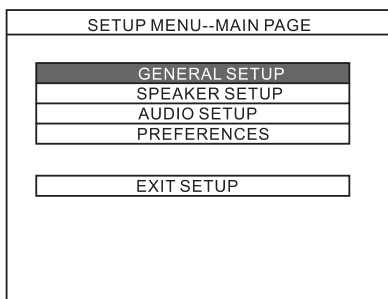 SETUP MENU--MAIN PAGE
GENERAL SETUP
SPEAKER SETUP
AUDIO SETUP
PREFERENCES
EXIT SETUP